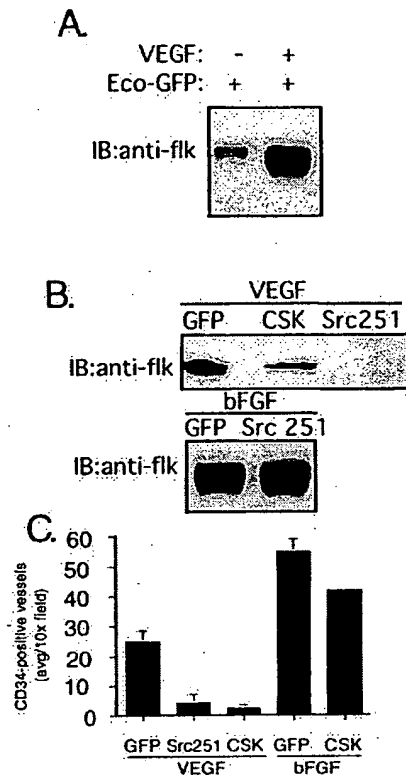 A.
VEGF: - +
Eco-GFP: + +
IB:anti-flk
B.
VEGF
GFP CSK Src251
IB:anti-flk
bFGF
GFP Src 251
IB:anti-flk
C.
CD34-positive vessels
(avg/10x field)
60
50
40
30
20
10
0
GFP Src251 CSK GFP CSK
VEGF bFGF